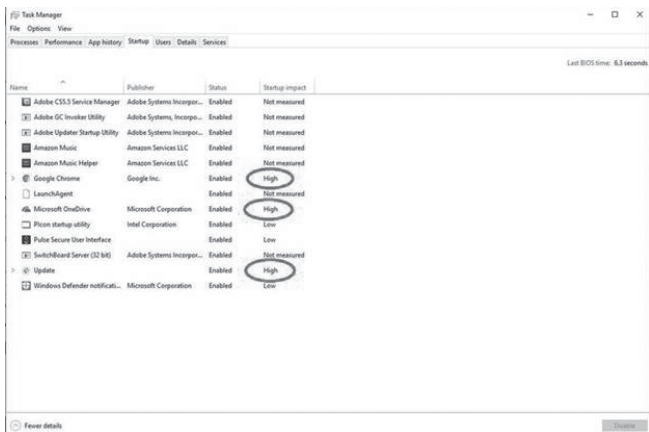 Task Manager
File Options View
Processes Performance App history Startup Users Details Services
Last BIOS time: 6.3 seconds
Name Publisher Status Startup impact
Adobe CS5.5 Service Manager Adobe Systems Incorpor... Enabled Not measured
Adobe GC Invoker Utility Adobe Systems, Incorpo... Enabled Not measured
Adobe Updater Startup Utility Adobe Systems Incorpor... Enabled Not measured
Amazon Music Amazon Services LLC Enabled Not measured
Amazon Music Helper Amazon Services LLC Enabled Not measured
Google Chrome Google Inc. Enabled High
LaunchAgent Enabled Not measured
Microsoft OneDrive Microsoft Corporation Enabled High
PIcon startup utility Intel Corporation Enabled Low
Pulse Secure User Interface Enabled Low
SwitchBoard Server (32 bit) Adobe Systems Incorpor... Enabled Not measured
Update Enabled High
Windows Defender notificati... Microsoft Corporation Enabled Low
Fewer details Disable